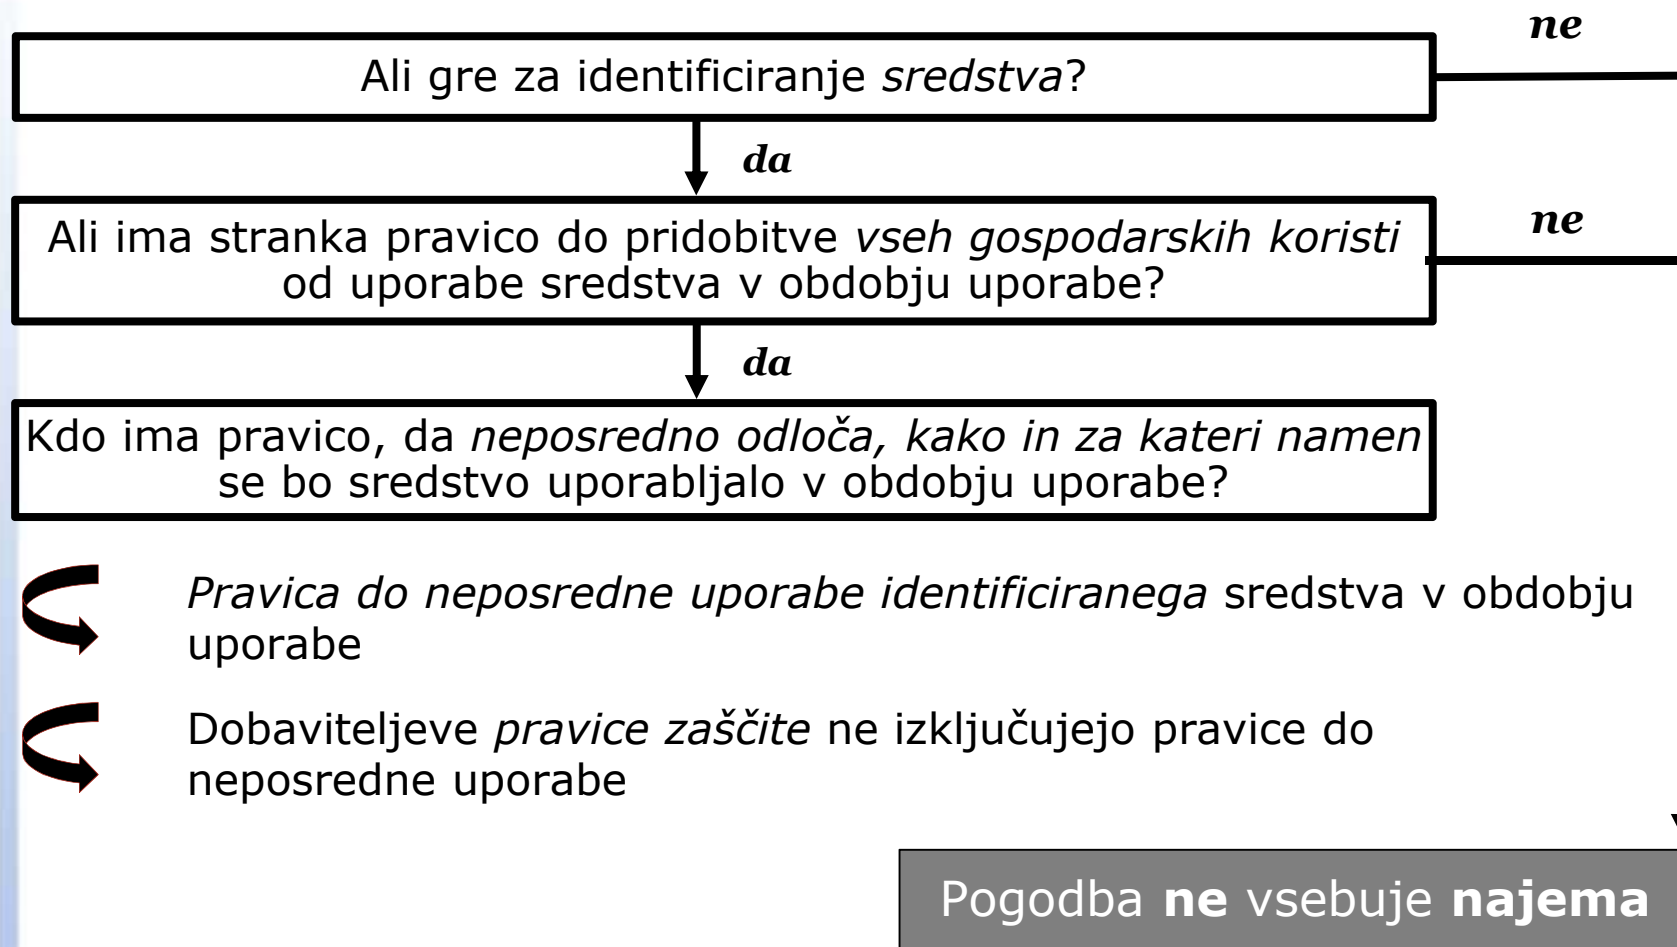 ne
Ali gre za identificiranje sredstva?
da
Ali ima stranka pravico do pridobitve vseh gospodarskih koristi
od uporabe sredstva v obdobju uporabe?
ne
da
Kdo ima pravico, da neposredno odloča, kako in za kateri namen
se bo sredstvo uporabljalo v obdobju uporabe?
Pravica do neposredne uporabe identificiranega sredstva v obdobju
uporabe
Dobaviteljeve pravice zaščite ne izključujejo pravice do
neposredne uporabe
Pogodba ne vsebuje najema